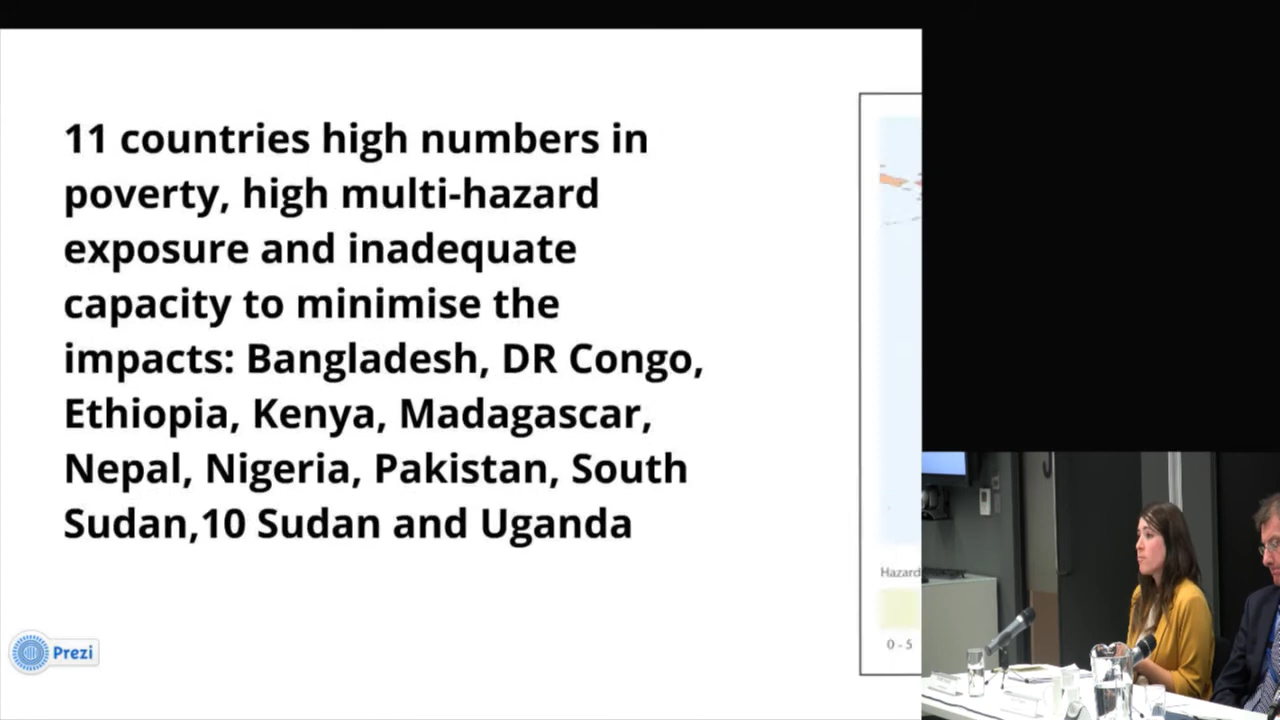 11 countries high numbers in
poverty, high multi-hazard
exposure and inadequate
capacity to minimise the
impacts: Bangladesh, DR Congo,
Ethiopia, Kenya, Madagascar,
Nepal, Nigeria, Pakistan, South
Sudan,10 Sudan and Uganda
Hazard
0 - 5
Prezi